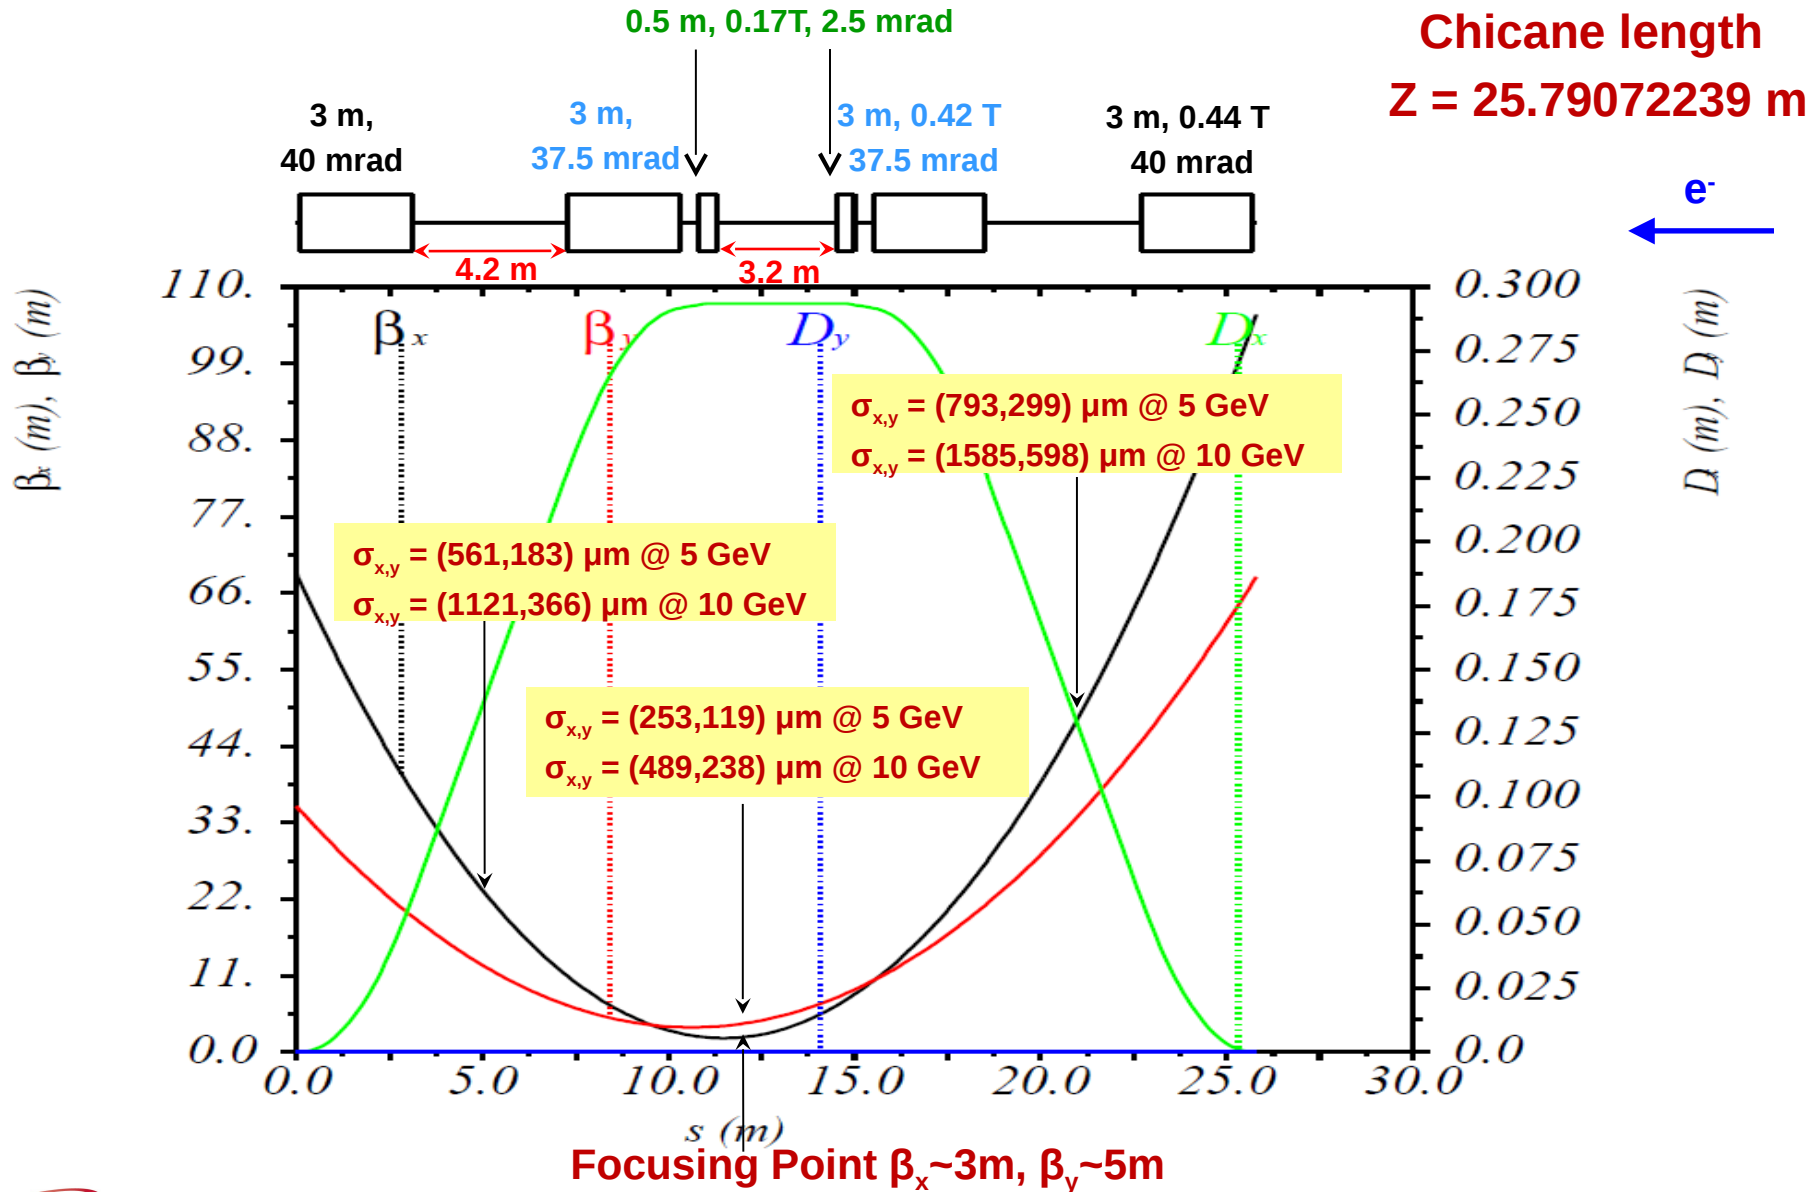 0.5 m, 0.17T, 2.5 mrad
Chicane length
Z = 25.79072239 m
3 m,
40 mrad
3 m,
37.5 mrad
3 m, 0.42 T
37.5 mrad
3 m, 0.44 T
40 mrad
e-
4.2 m
3.2 m
βx (m), βy (m)
110.
99.
88.
77.
66.
55.
44.
33.
22.
11.
0.0
βx
βy
Dy
Dx
0.300
0.275
0.250
0.225
0.200
0.175
0.150
0.125
0.100
0.075
0.050
0.025
0.0
Dx (m), Dy (m)
σx,y = (793,299) μm @ 5 GeV
σx,y = (1585,598) μm @ 10 GeV
σx,y = (561,183) μm @ 5 GeV
σx,y = (1121,366) μm @ 10 GeV
σx,y = (253,119) μm @ 5 GeV
σx,y = (489,238) μm @ 10 GeV
0.0 5.0 10.0 15.0 20.0 25.0 30.0
s (m)
Focusing Point βx~3m, βy~5m